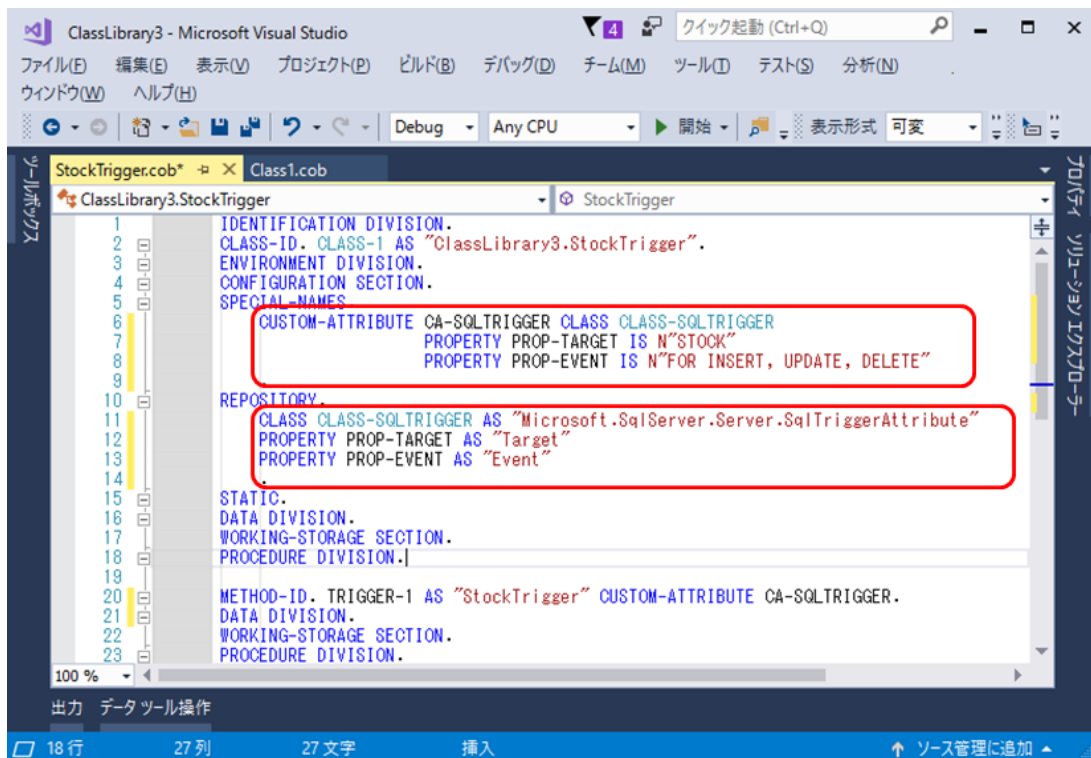 ClassLibrary3 - Microsoft Visual Studio
4
クイック起動 (Ctrl+Q)
ファイル(F) 編集(E) 表示(V) プロジェクト(P) ビルド(B) デバッグ(D) チーム(M) ツール(T) テスト(S) 分析(N)
ウィンドウ(W) ヘルプ(H)
Debug Any CPU 開始 表示形式 可変
ツールボックス
StockTrigger.cob* Class1.cob
ClassLibrary3.StockTrigger StockTrigger
1 IDENTIFICATION DIVISION.
2 CLASS-ID. CLASS-1 AS "ClassLibrary3.StockTrigger".
3 ENVIRONMENT DIVISION.
4 CONFIGURATION SECTION.
5 SPECIAL-NAMES.
6 CUSTOM-ATTRIBUTE CA-SQLTRIGGER CLASS CLASS-SQLTRIGGER
7 PROPERTY PROP-TARGET IS N"STOCK"
8 PROPERTY PROP-EVENT IS N"FOR INSERT, UPDATE, DELETE"
9 .
10 REPOSITORY.
11 CLASS CLASS-SQLTRIGGER AS "Microsoft.SqlServer.Server.SqlTriggerAttribute"
12 PROPERTY PROP-TARGET AS "Target"
13 PROPERTY PROP-EVENT AS "Event"
14 .
15 STATIC.
16 DATA DIVISION.
17 WORKING-STORAGE SECTION.
18 PROCEDURE DIVISION.
19
20 METHOD-ID. TRIGGER-1 AS "StockTrigger" CUSTOM-ATTRIBUTE CA-SQLTRIGGER.
21 DATA DIVISION.
22 WORKING-STORAGE SECTION.
23 PROCEDURE DIVISION.
100 %
プロパティ ソリューション エクスプローラー
出力 データ ツール操作
18 行 27 列 27 文字 挿入 ソース管理に追加